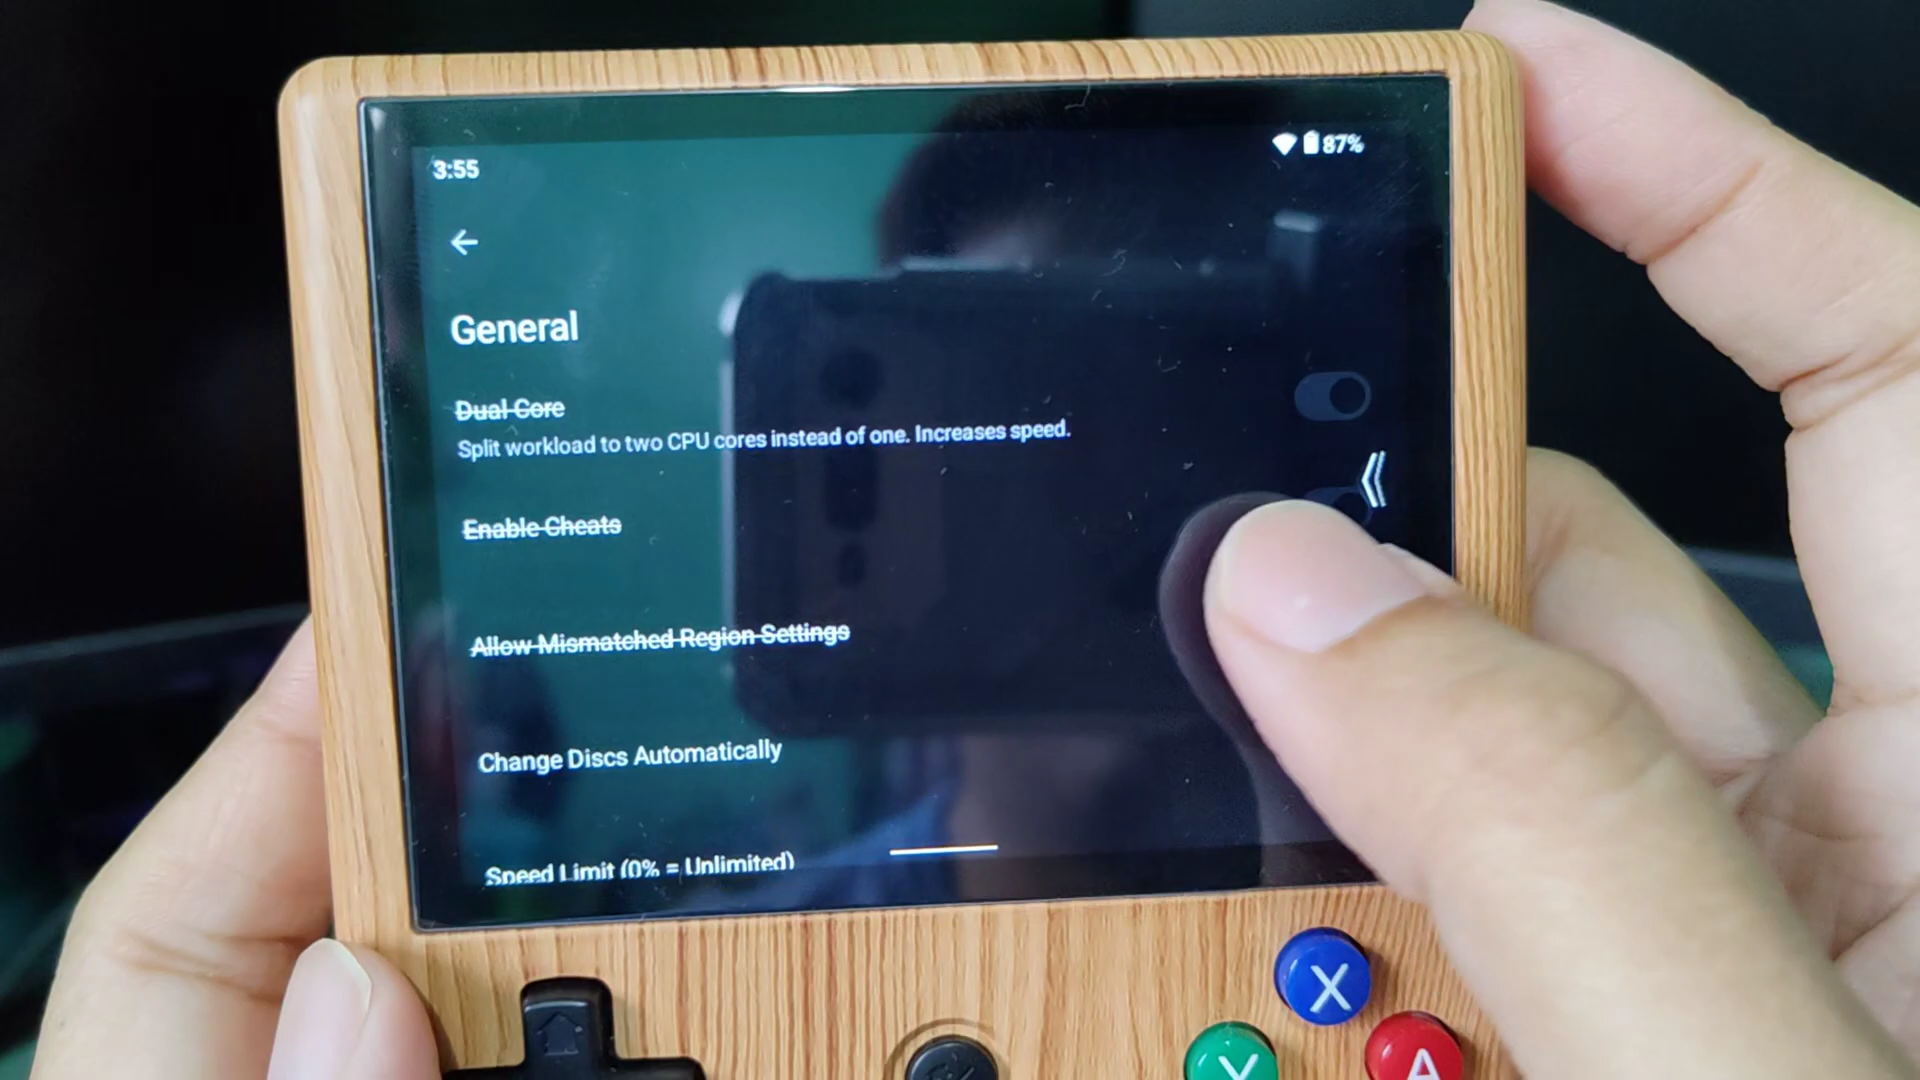 3:55
87%
General
Dual Core
Split workload to two CPU cores instead of one. Increases speed.
Enable Cheats
Allow Mismatched Region Settings
Change Discs Automatically
Speed Limit (0% = Unlimited)
X
Y
A